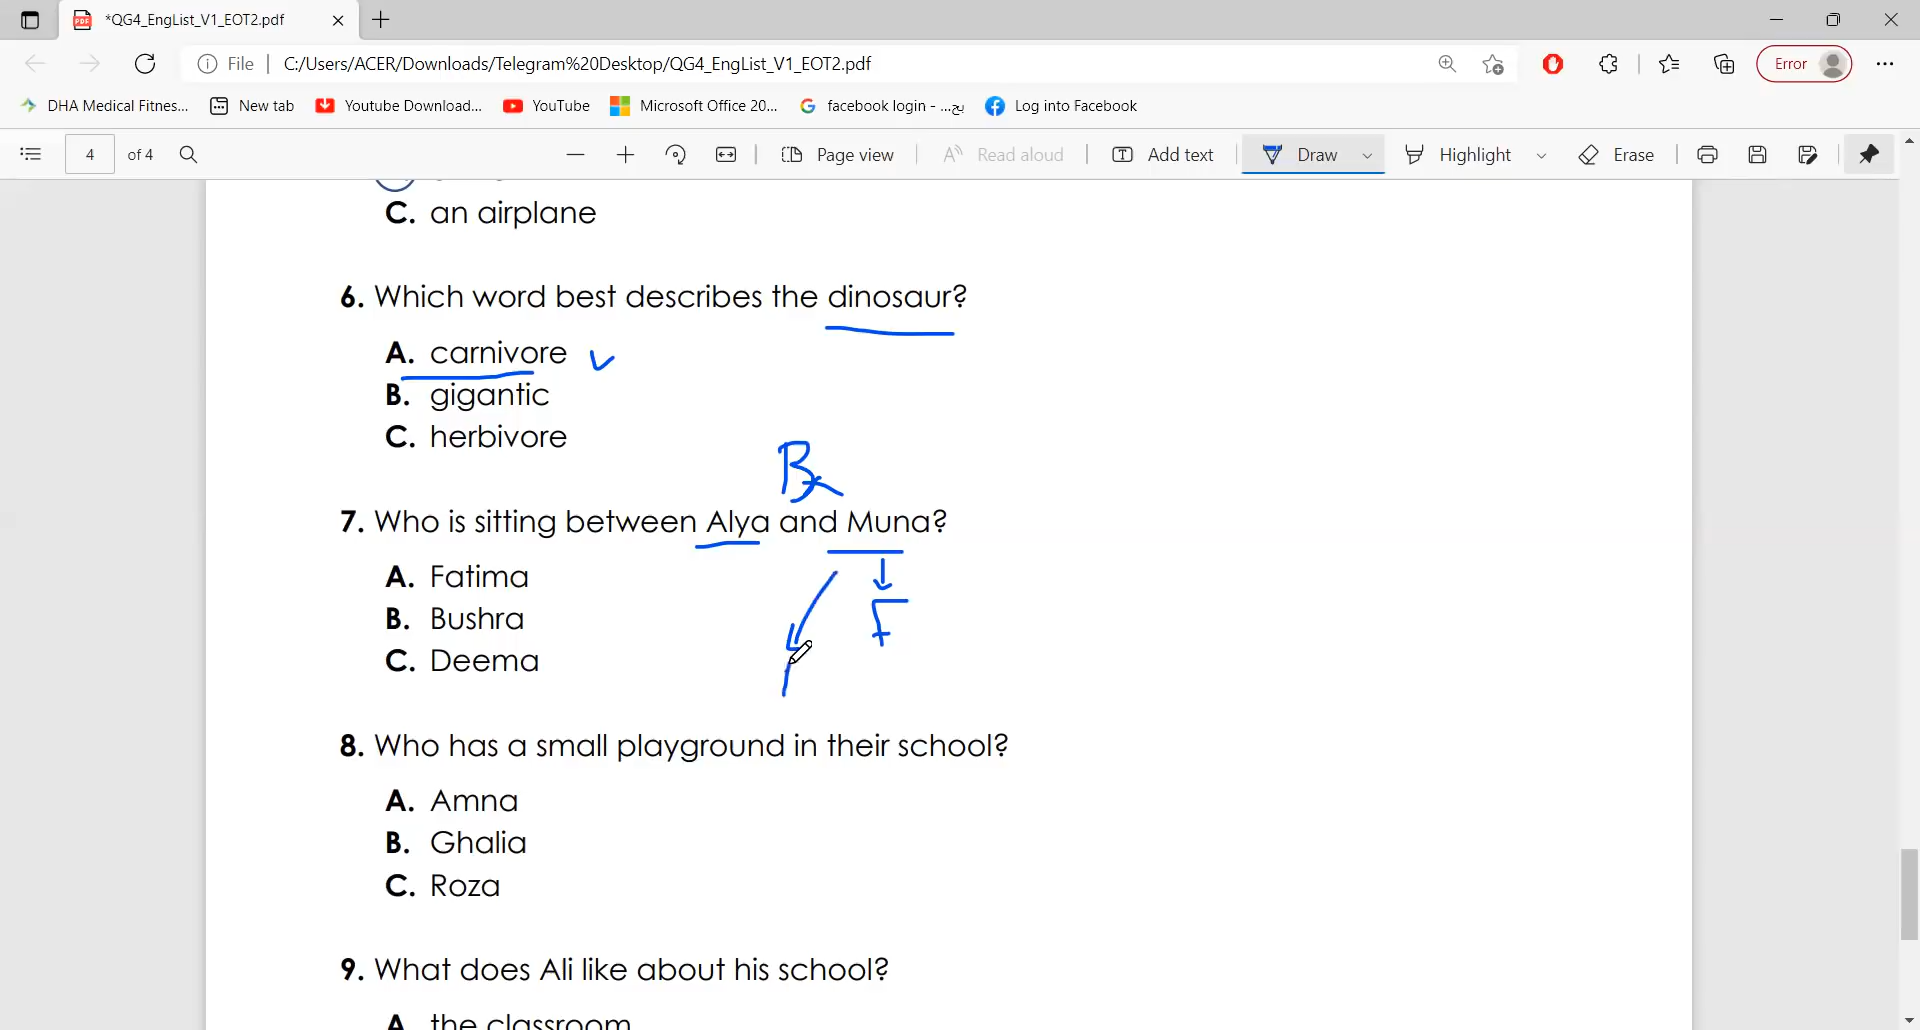 *QG4_EngList_V1_EOT2.pdf
File C:/Users/ACER/Downloads/Telegram%20Desktop/QG4_EngList_V1_EOT2.pdf Error
DHA Medical Fitnes... New tab Youtube Download... YouTube Microsoft Office 20... facebook login - ...بح Log into Facebook
4 of 4 Page view Read aloud Add text Draw Highlight Erase
C. an airplane
6. Which word best describes the dinosaur?
A. carnivore
B. gigantic
C. herbivore
B
7. Who is sitting between Alya and Muna?
A. Fatima
F
B. Bushra
C. Deema
8. Who has a small playground in their school?
A. Amna
B. Ghalia
C. Roza
9. What does Ali like about his school?
A. the classroom